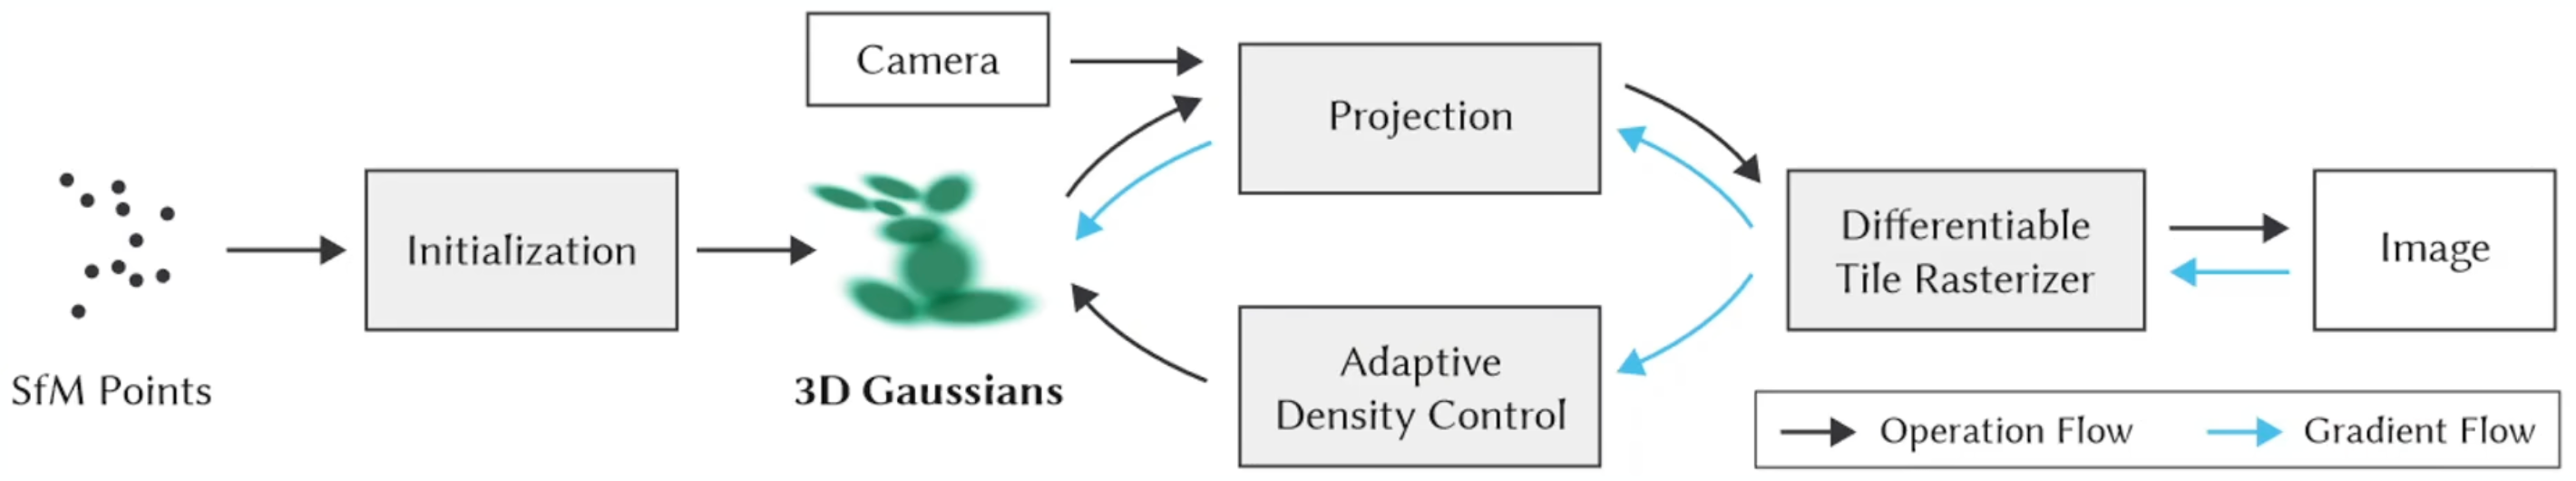 Camera
Projection
Initialization
Differentiable
Tile Rasterizer
Image
SfM Points
3D Gaussians
Adaptive
Density Control
Operation Flow
Gradient Flow